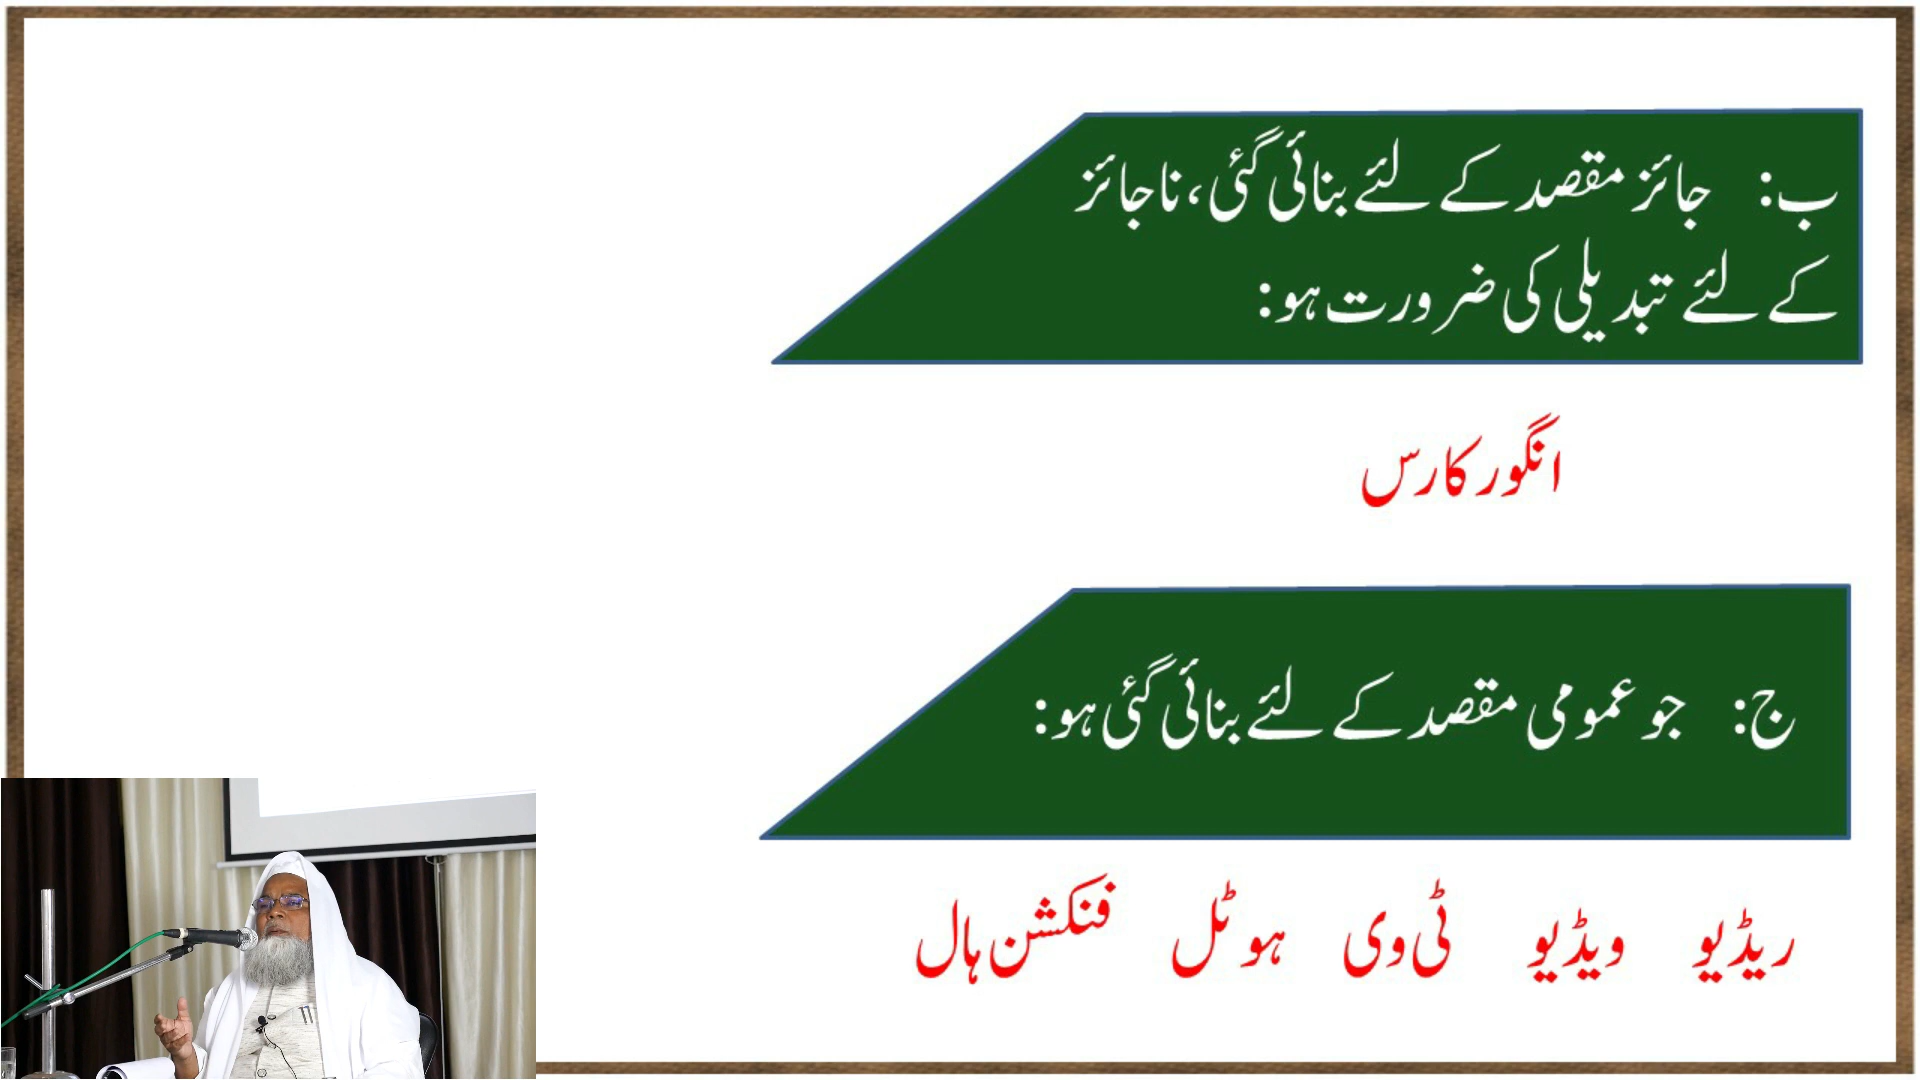 ب: جائز مقصد کے لئے بنائی گئی، ناجائز
کے لئے تبدیلی کی ضرورت ہو:
انگور کا رس
ج: جو عمومی مقصد کے لئے بنائی گئی ہو:
ریڈیو ویڈیو ٹی وی ہوٹل فنکشن ہال